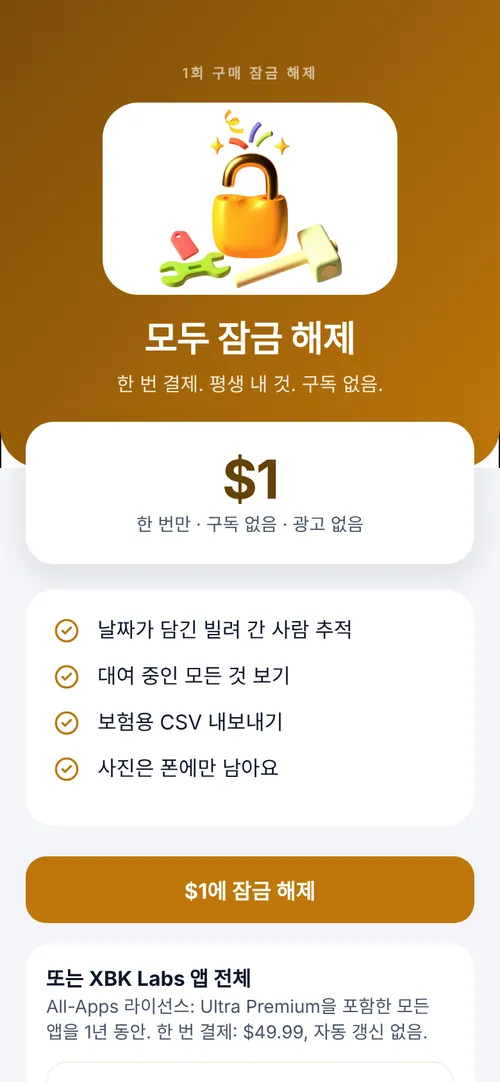 1회 구매 잠금 해제
모두 잠금 해제
한 번 결제. 평생 내 것. 구독 없음.
$1
한 번만 · 구독 없음 · 광고 없음
날짜가 담긴 빌려 간 사람 추적
대여 중인 모든 것 보기
보험용 CSV 내보내기
사진은 폰에만 남아요
$1에 잠금 해제
또는 XBK Labs 앱 전체
All-Apps 라이선스: Ultra Premium을 포함한 모든
앱을 1년 동안. 한 번 결제: $49.99, 자동 갱신 없음.